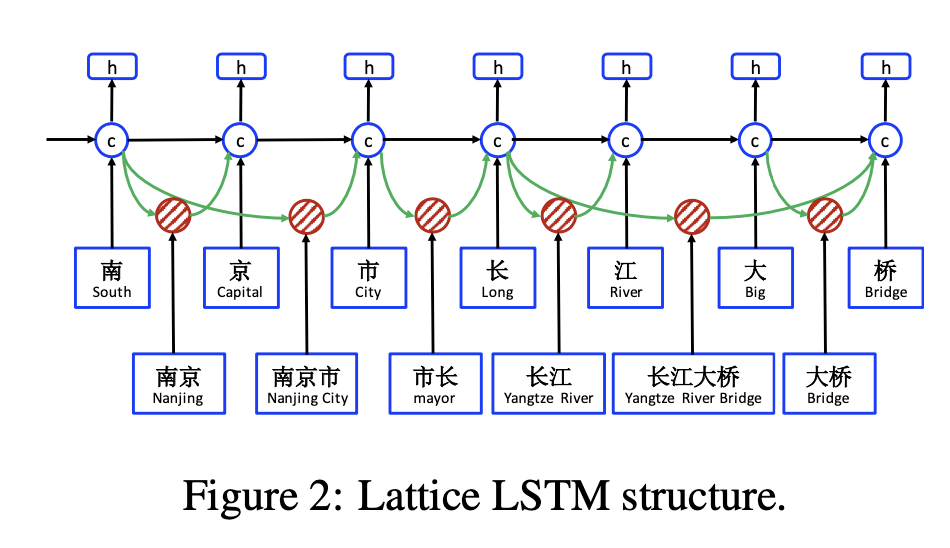 h h h h h h h
c c c c c c c
南 京 市 长 江 大 桥
South Capital City Long River Big Bridge
南京 南京市 市长 长江 长江大桥 大桥
Nanjing Nanjing City mayor Yangtze River Yangtze River Bridge Bridge
Figure 2: Lattice LSTM structure.